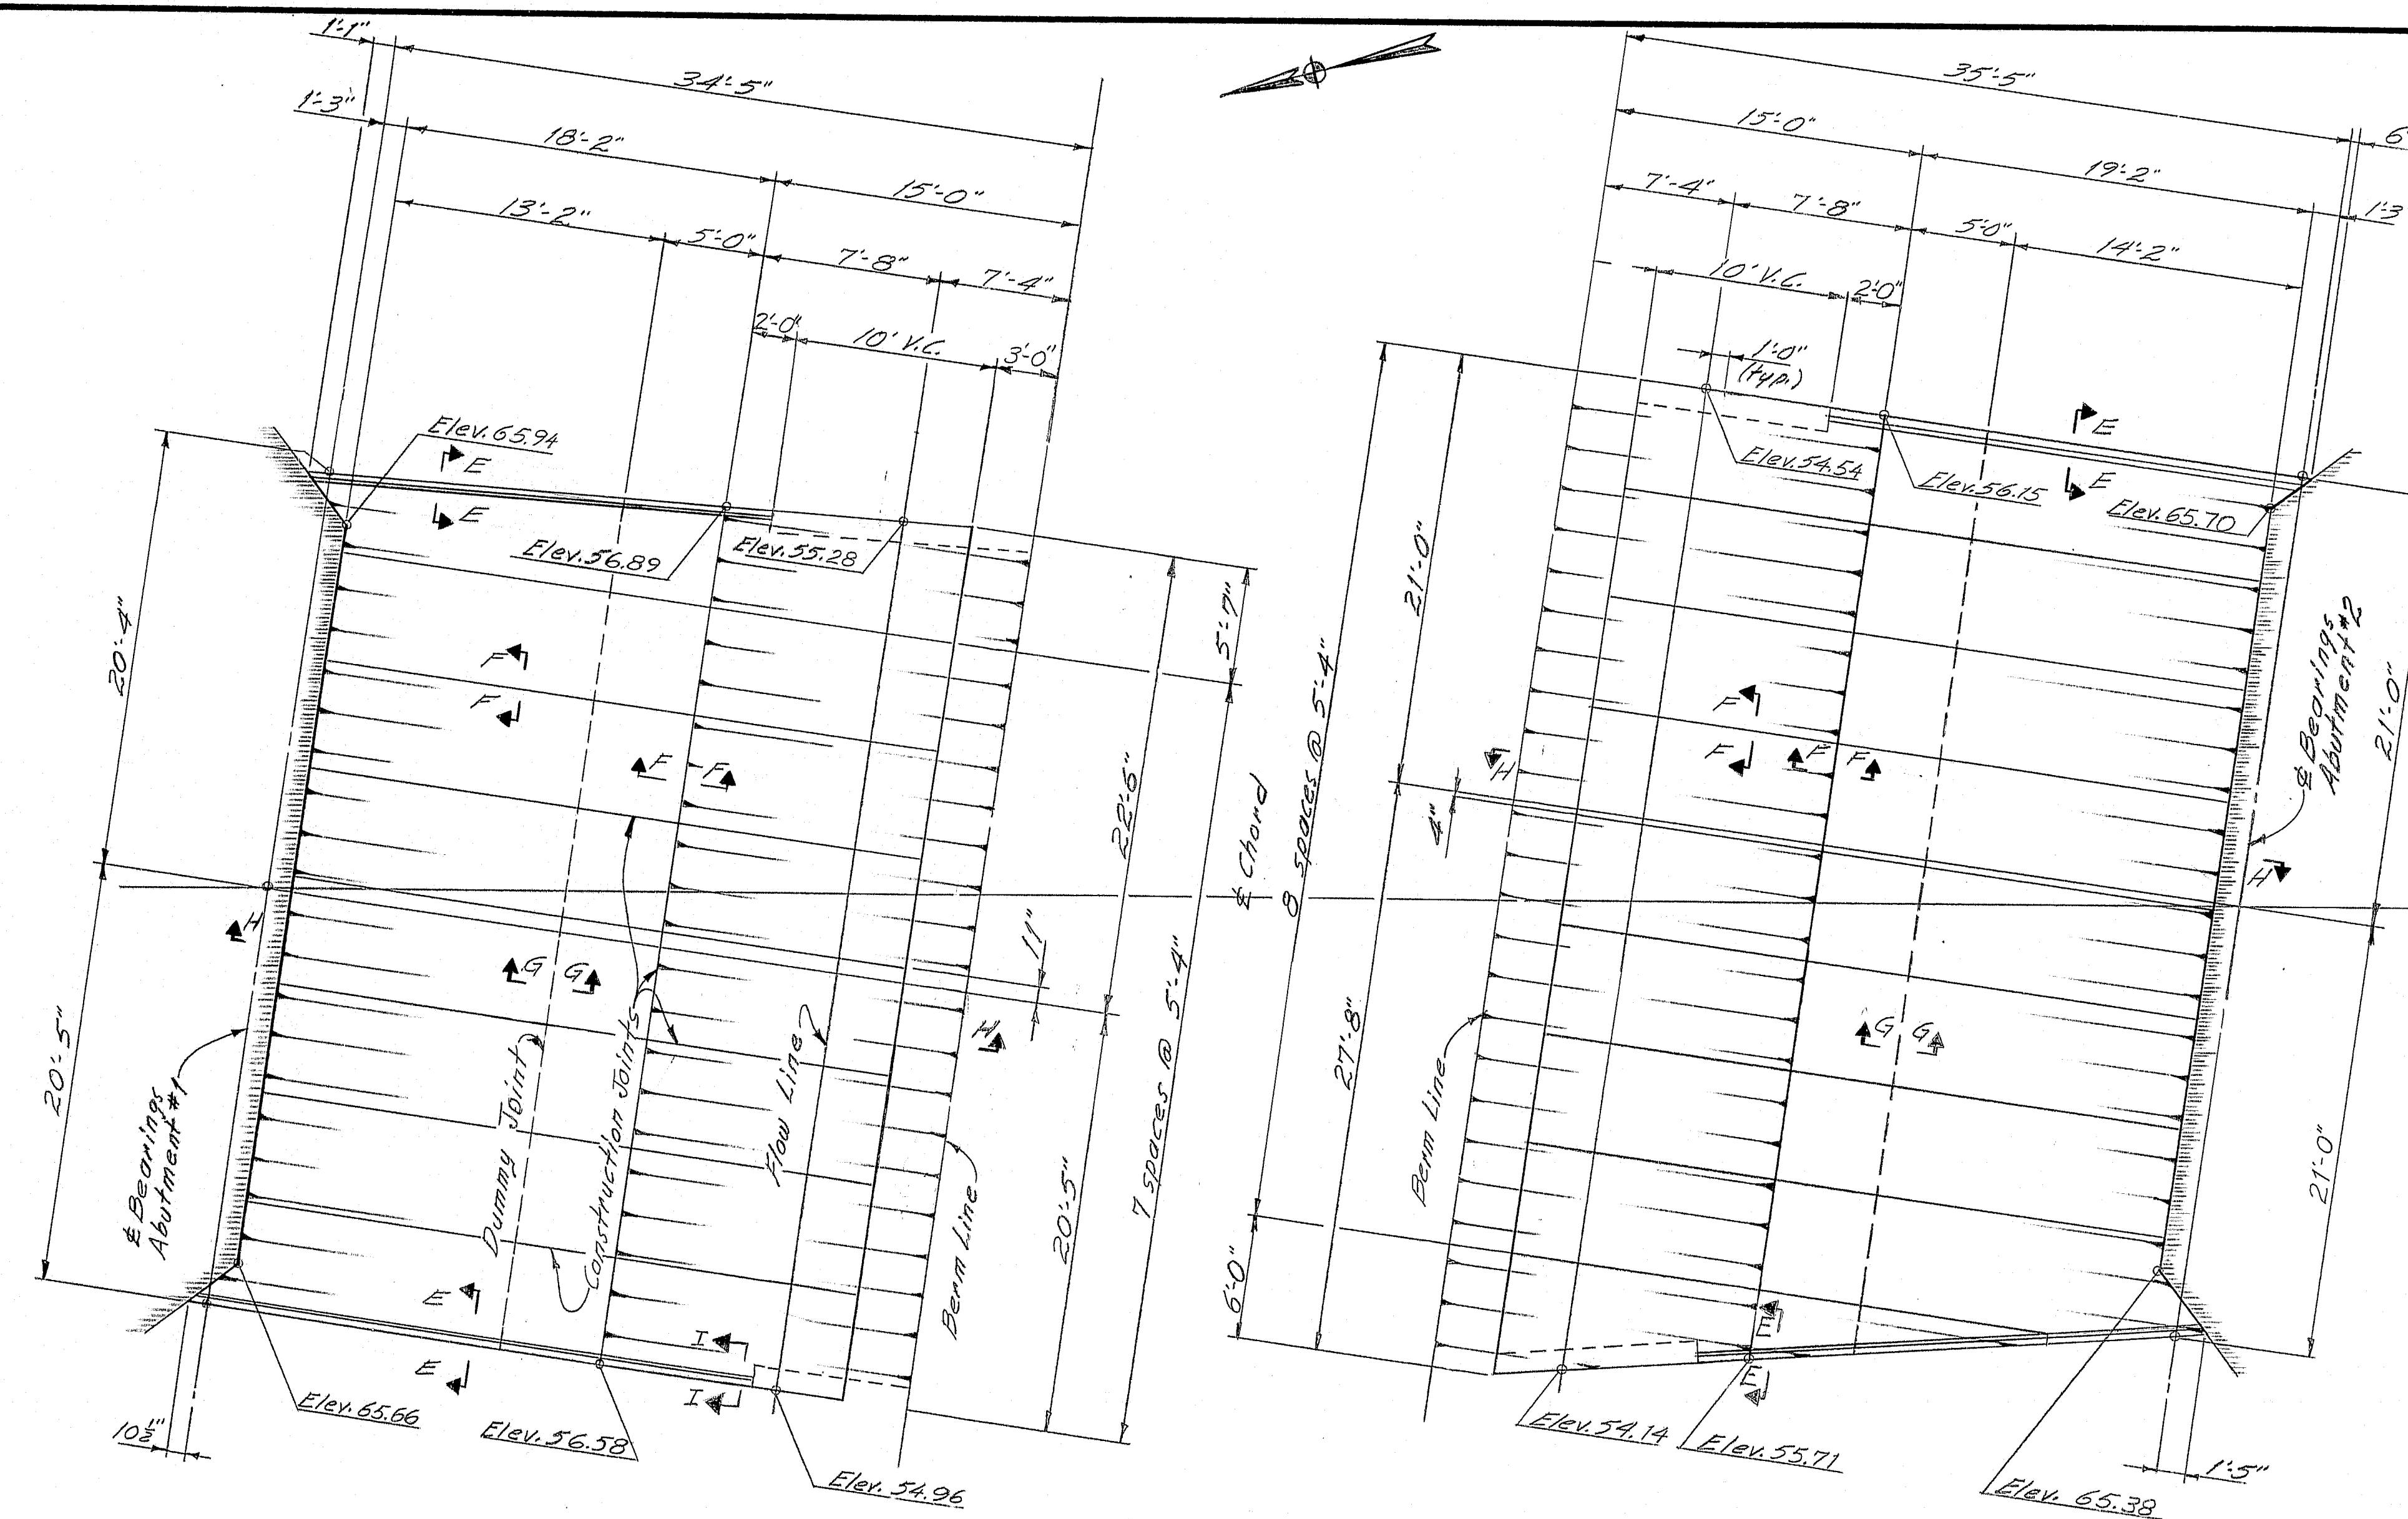 1'-1"
34'-5"
1'-3"
18'-2"
15'-0"
13'-2"
5'-0"
7'-8"
7'-4"
2'-0"
10' V.C.
3'-0"
Elev. 65.94
E
E
Elev. 56.89
Elev. 55.28
20'-4"
5'-7"
F
F
F
F
22'-6"
℄ Chord
H
G
G
11"
20'-5"
7 spaces @ 5'-4"
H
℄ Bearings
Abutment #1
Dummy Joint
Construction Joints
Flow Line
Berm Line
20'-5"
E
E
I
I
10½"
Elev. 65.66
Elev. 56.58
Elev. 54.96
35'-5"
15'-0"
19'-2"
1'-3
7'-4"
7'-8"
5'-0"
14'-2"
10' V.C.
2'-0"
1'-0"
(typ.)
Elev. 54.54
Elev. 56.15
E
E
Elev. 65.70
21'-0"
8 spaces @ 5'-4"
F
F
F
F
H
4"
℄ Bearings
Abutment #2
21'-0"
H
27'-8"
G
G
Berm Line
6'-0"
21'-0"
E
E
Elev. 54.14
Elev. 55.71
1'-5"
Elev. 65.38